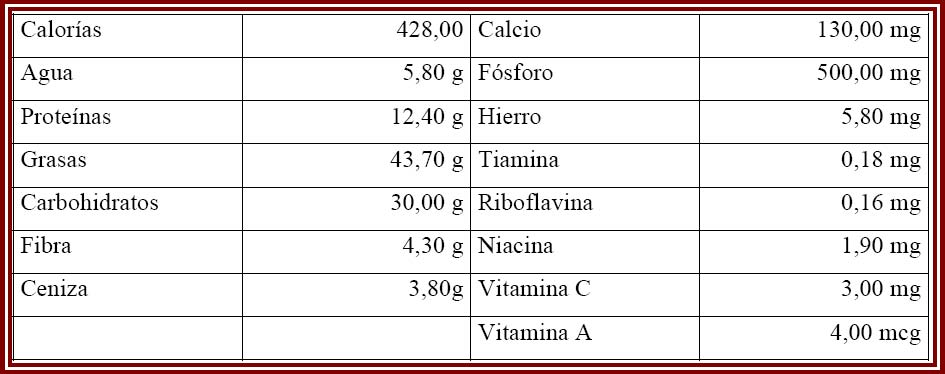 Calorías 428,00 Calcio 130,00 mg
Agua 5,80 g Fósforo 500,00 mg
Proteínas 12,40 g Hierro 5,80 mg
Grasas 43,70 g Tiamina 0,18 mg
Carbohidratos 30,00 g Riboflavina 0,16 mg
Fibra 4,30 g Niacina 1,90 mg
Ceniza 3,80g Vitamina C 3,00 mg
Vitamina A 4,00 mcg